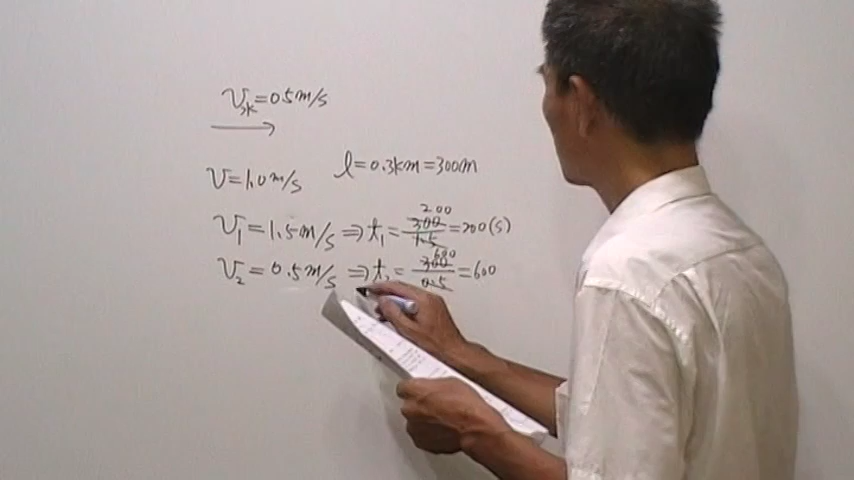 V水=0.5m/s
V=1.0m/s
l=0.3km=300m
V₁=1.5m/s⇒t₁=300/1.5=200(s)
200
V₂=0.5m/s⇒t₂=300/0.5=600
600